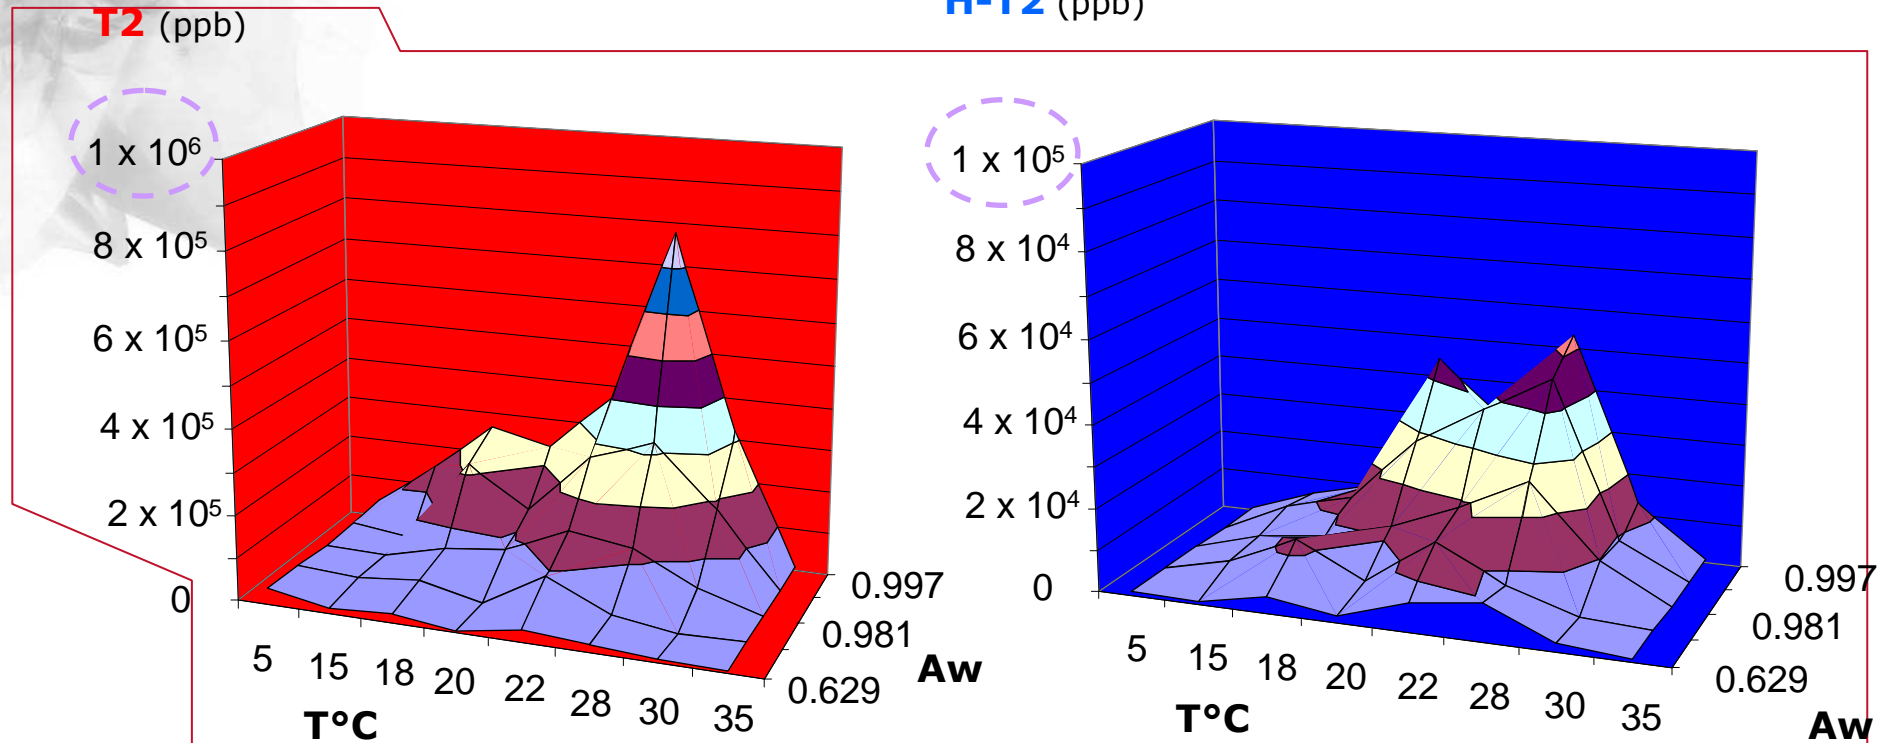 T2 (ppb)
H-T2 (ppb)
1 x 10⁶
8 x 10⁵
6 x 10⁵
4 x 10⁵
2 x 10⁵
0
5 15 18 20 22 28 30 35
T°C
0.997
0.981
0.629
Aw
1 x 10⁵
8 x 10⁴
6 x 10⁴
4 x 10⁴
2 x 10⁴
0
5 15 18 20 22 28 30 35
T°C
0.997
0.981
0.629
Aw